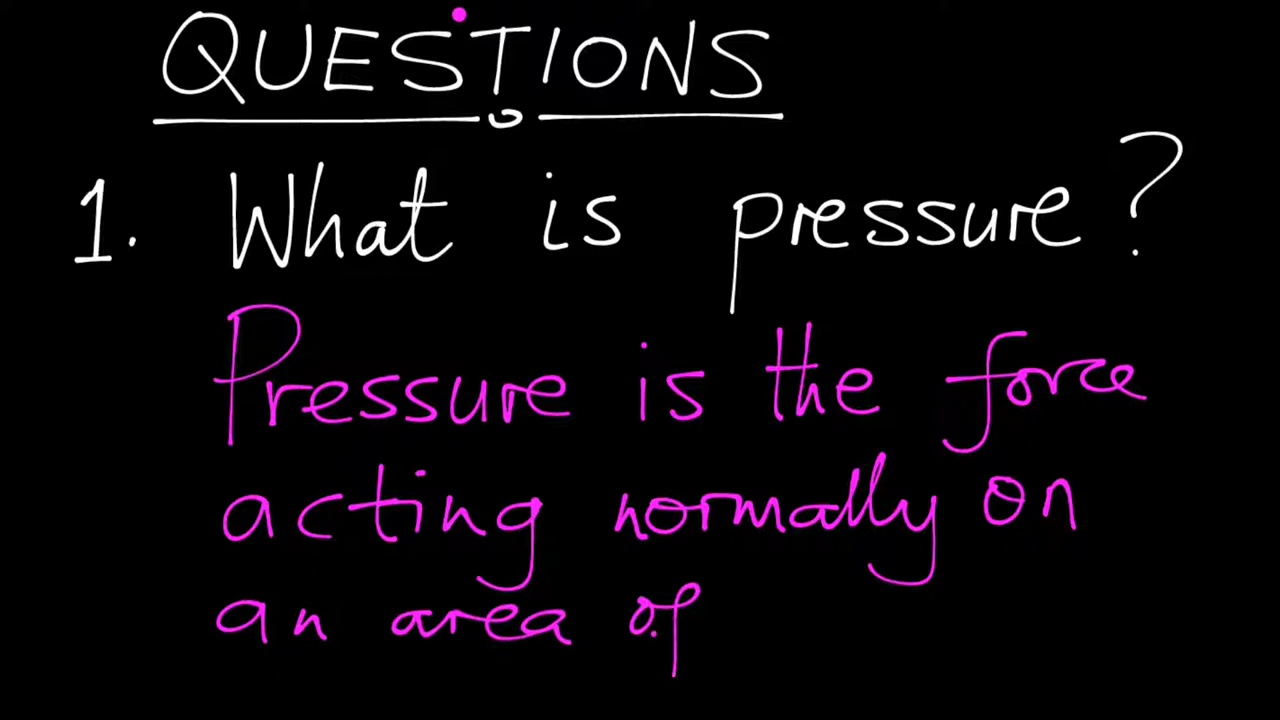 QUESTIONS
1. What is pressure?
Pressure is the force
acting normally on
an area of